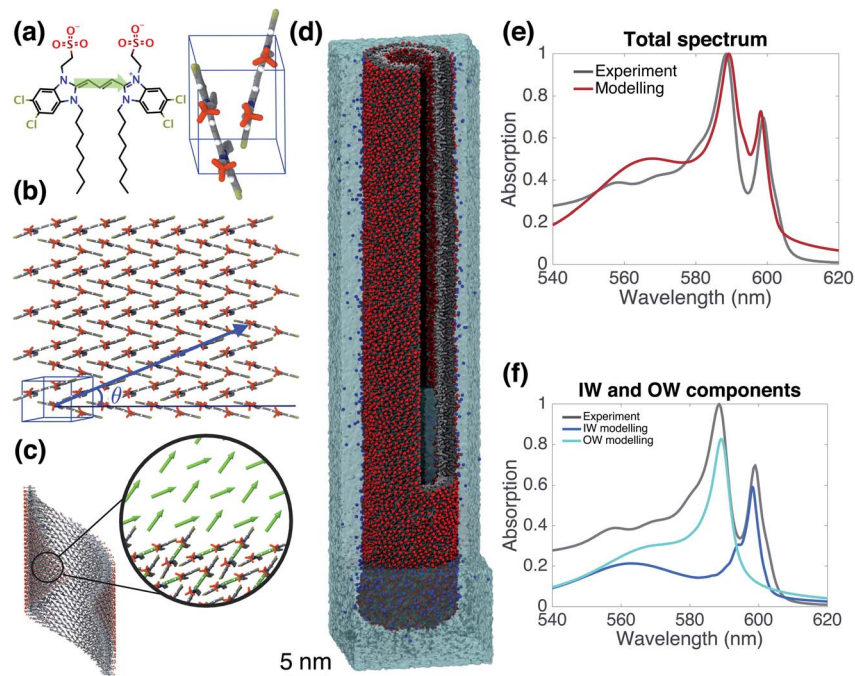 (a)
SO₃⁻
SO₃⁻
N
N
N
N⁺
Cl
Cl
Cl
Cl
(b)
θ
(c)
(d)
5 nm
(e)
Total spectrum
Experiment
Modelling
Absorption
1
0.8
0.6
0.4
0.2
0
540
560
580
600
620
Wavelength (nm)
(f)
IW and OW components
Experiment
IW modelling
OW modelling
Absorption
1
0.8
0.6
0.4
0.2
0
540
560
580
600
620
Wavelength (nm)